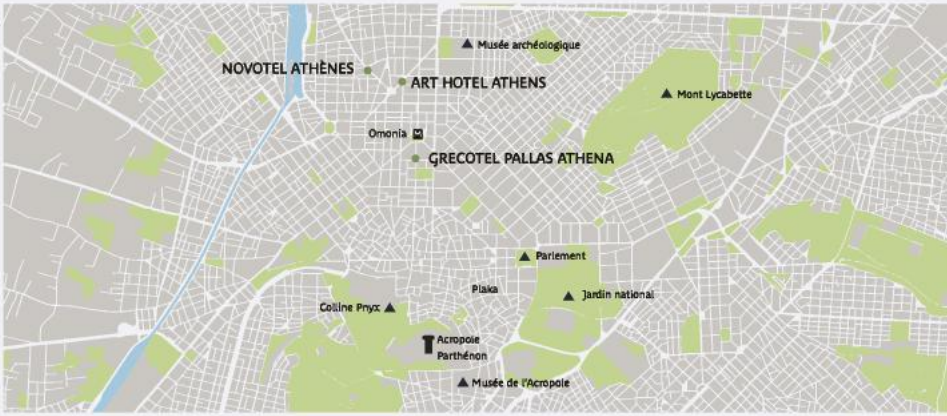 Musée archéologique
NOVOTEL ATHÈNES
ART HOTEL ATHENS
Mont Lycabette
Omonia M
GRECOTEL PALLAS ATHENA
Parlement
Plaka
Jardin national
Colline Pnyx
Acropole
Parthénon
Musée de l'Acropole